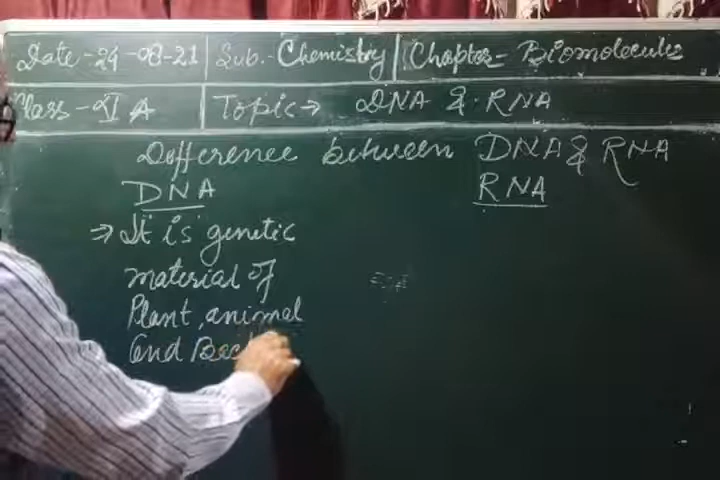 Date - 24-08-21 Sub. - Chemistry Chapter = Biomolecules
Class - XI A Topic → DNA & RNA
Difference between DNA & RNA
DNA RNA
⇒ It is genetic
material of
Plant, animal
and Bact